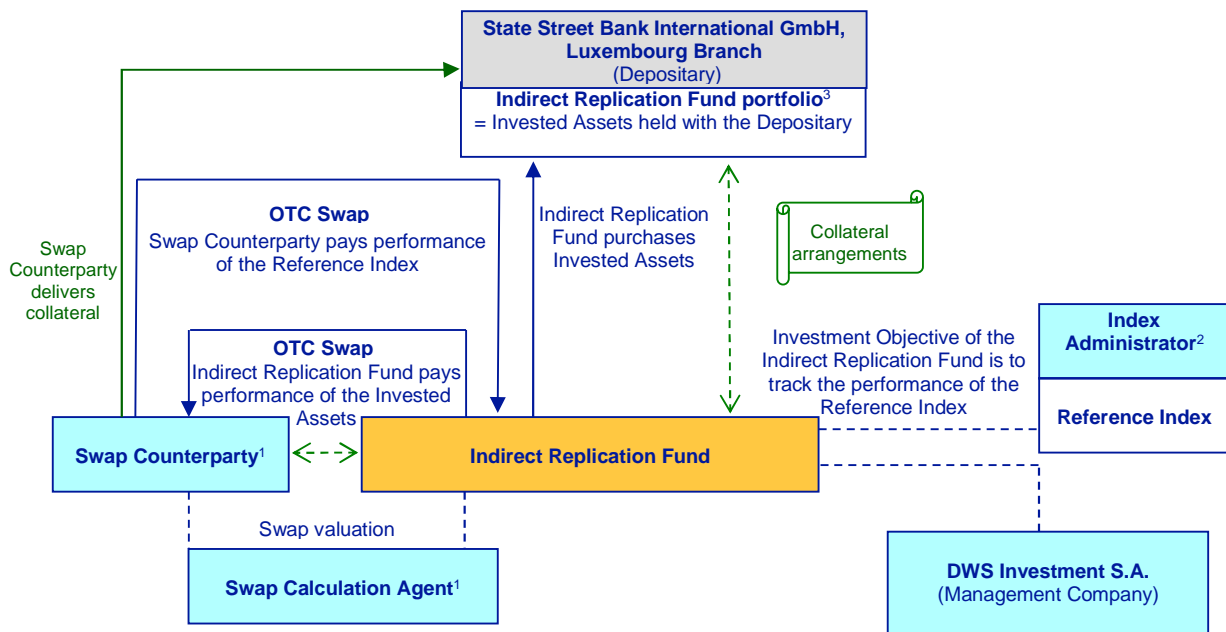 State Street Bank International GmbH,
Luxembourg Branch
(Depositary)
Indirect Replication Fund portfolio³
= Invested Assets held with the Depositary
OTC Swap
Swap Counterparty pays performance
of the Reference Index
Indirect Replication
Fund purchases
Invested Assets
Collateral
arrangements
Swap
Counterparty
delivers
collateral
OTC Swap
Indirect Replication Fund pays
performance of the Invested
Assets
Investment Objective of the
Indirect Replication Fund is to
track the performance of the
Reference Index
Index
Administrator²
Reference Index
Swap Counterparty¹
Indirect Replication Fund
Swap valuation
Swap Calculation Agent¹
DWS Investment S.A.
(Management Company)